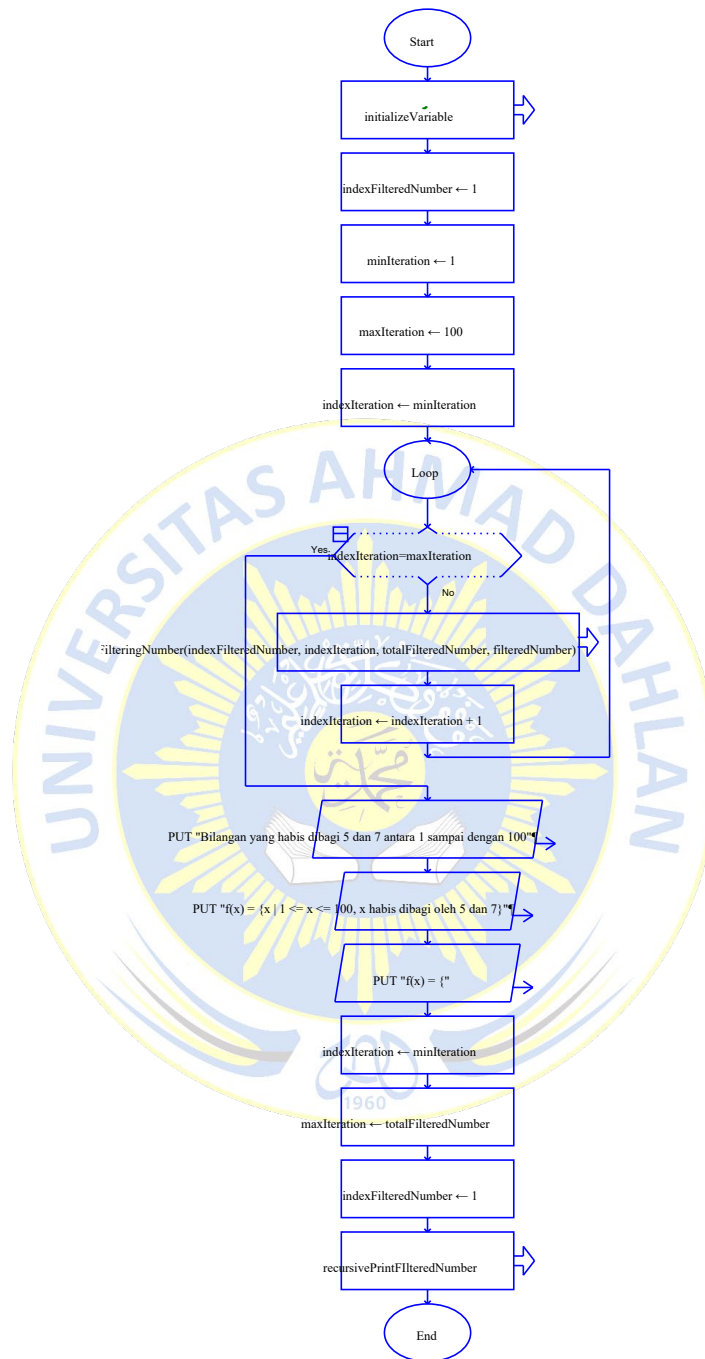 Start
initializeVariable
indexFilteredNumber ← 1
minIteration ← 1
maxIteration ← 100
indexIteration ← minIteration
UNIVERSITAS AHMAD DAHLAN
Loop
Yes
indexIteration=maxIteration
No
FilteringNumber(indexFilteredNumber, indexIteration, totalFilteredNumber, filteredNumber)
indexIteration ← indexIteration + 1
PUT "Bilangan yang habis dibagi 5 dan 7 antara 1 sampai dengan 100"¶
PUT "f(x) = {x | 1 <= x <= 100, x habis dibagi oleh 5 dan 7}"¶
PUT "f(x) = {"
indexIteration ← minIteration
1960
maxIteration ← totalFilteredNumber
indexFilteredNumber ← 1
recursivePrintFIlteredNumber
End